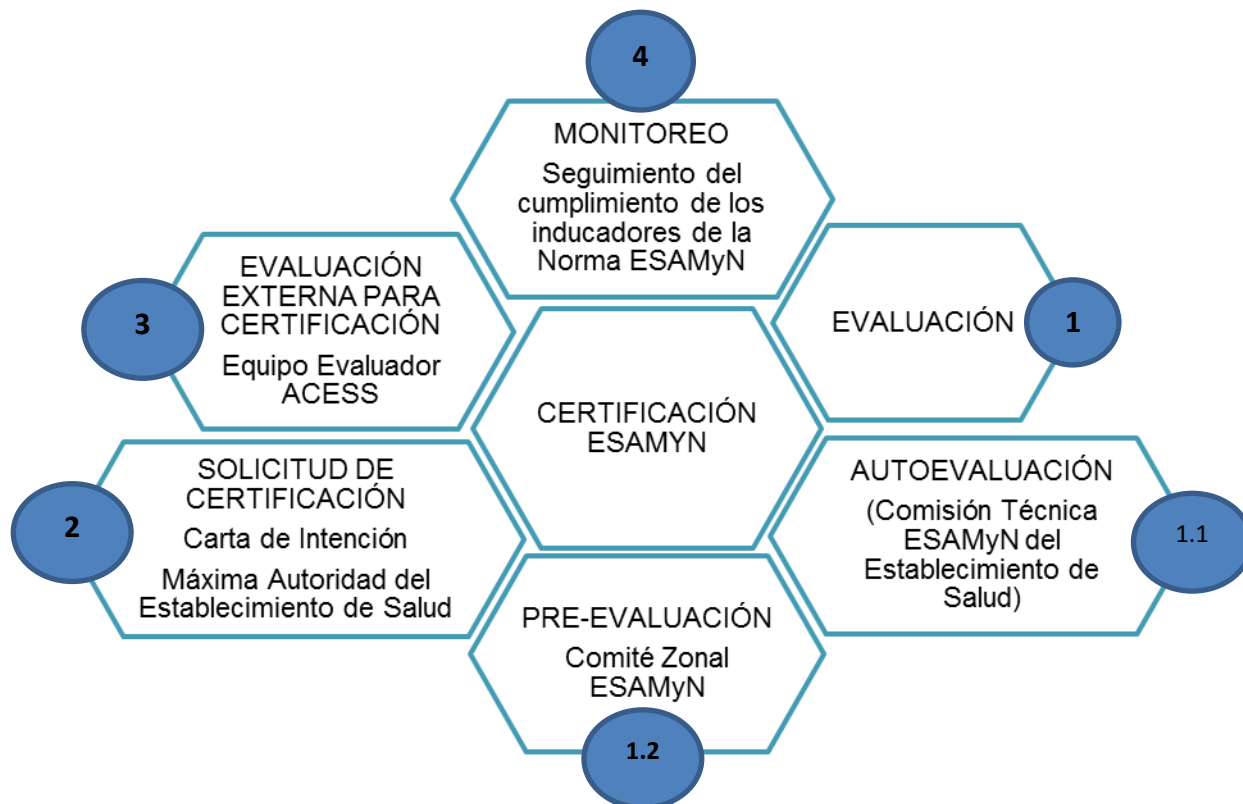 4
MONITOREO
Seguimiento del
cumplimiento de los
inducadores de la
Norma ESAMyN
EVALUACIÓN
1
AUTOEVALUACIÓN
(Comisión Técnica
ESAMyN del
Establecimiento de
Salud)
1.1
PRE-EVALUACIÓN
Comité Zonal
ESAMyN
1.2
SOLICITUD DE
CERTIFICACIÓN
Carta de Intención
Máxima Autoridad del
Establecimiento de Salud
2
EVALUACIÓN
EXTERNA PARA
CERTIFICACIÓN
Equipo Evaluador
ACESS
3
CERTIFICACIÓN
ESAMYN